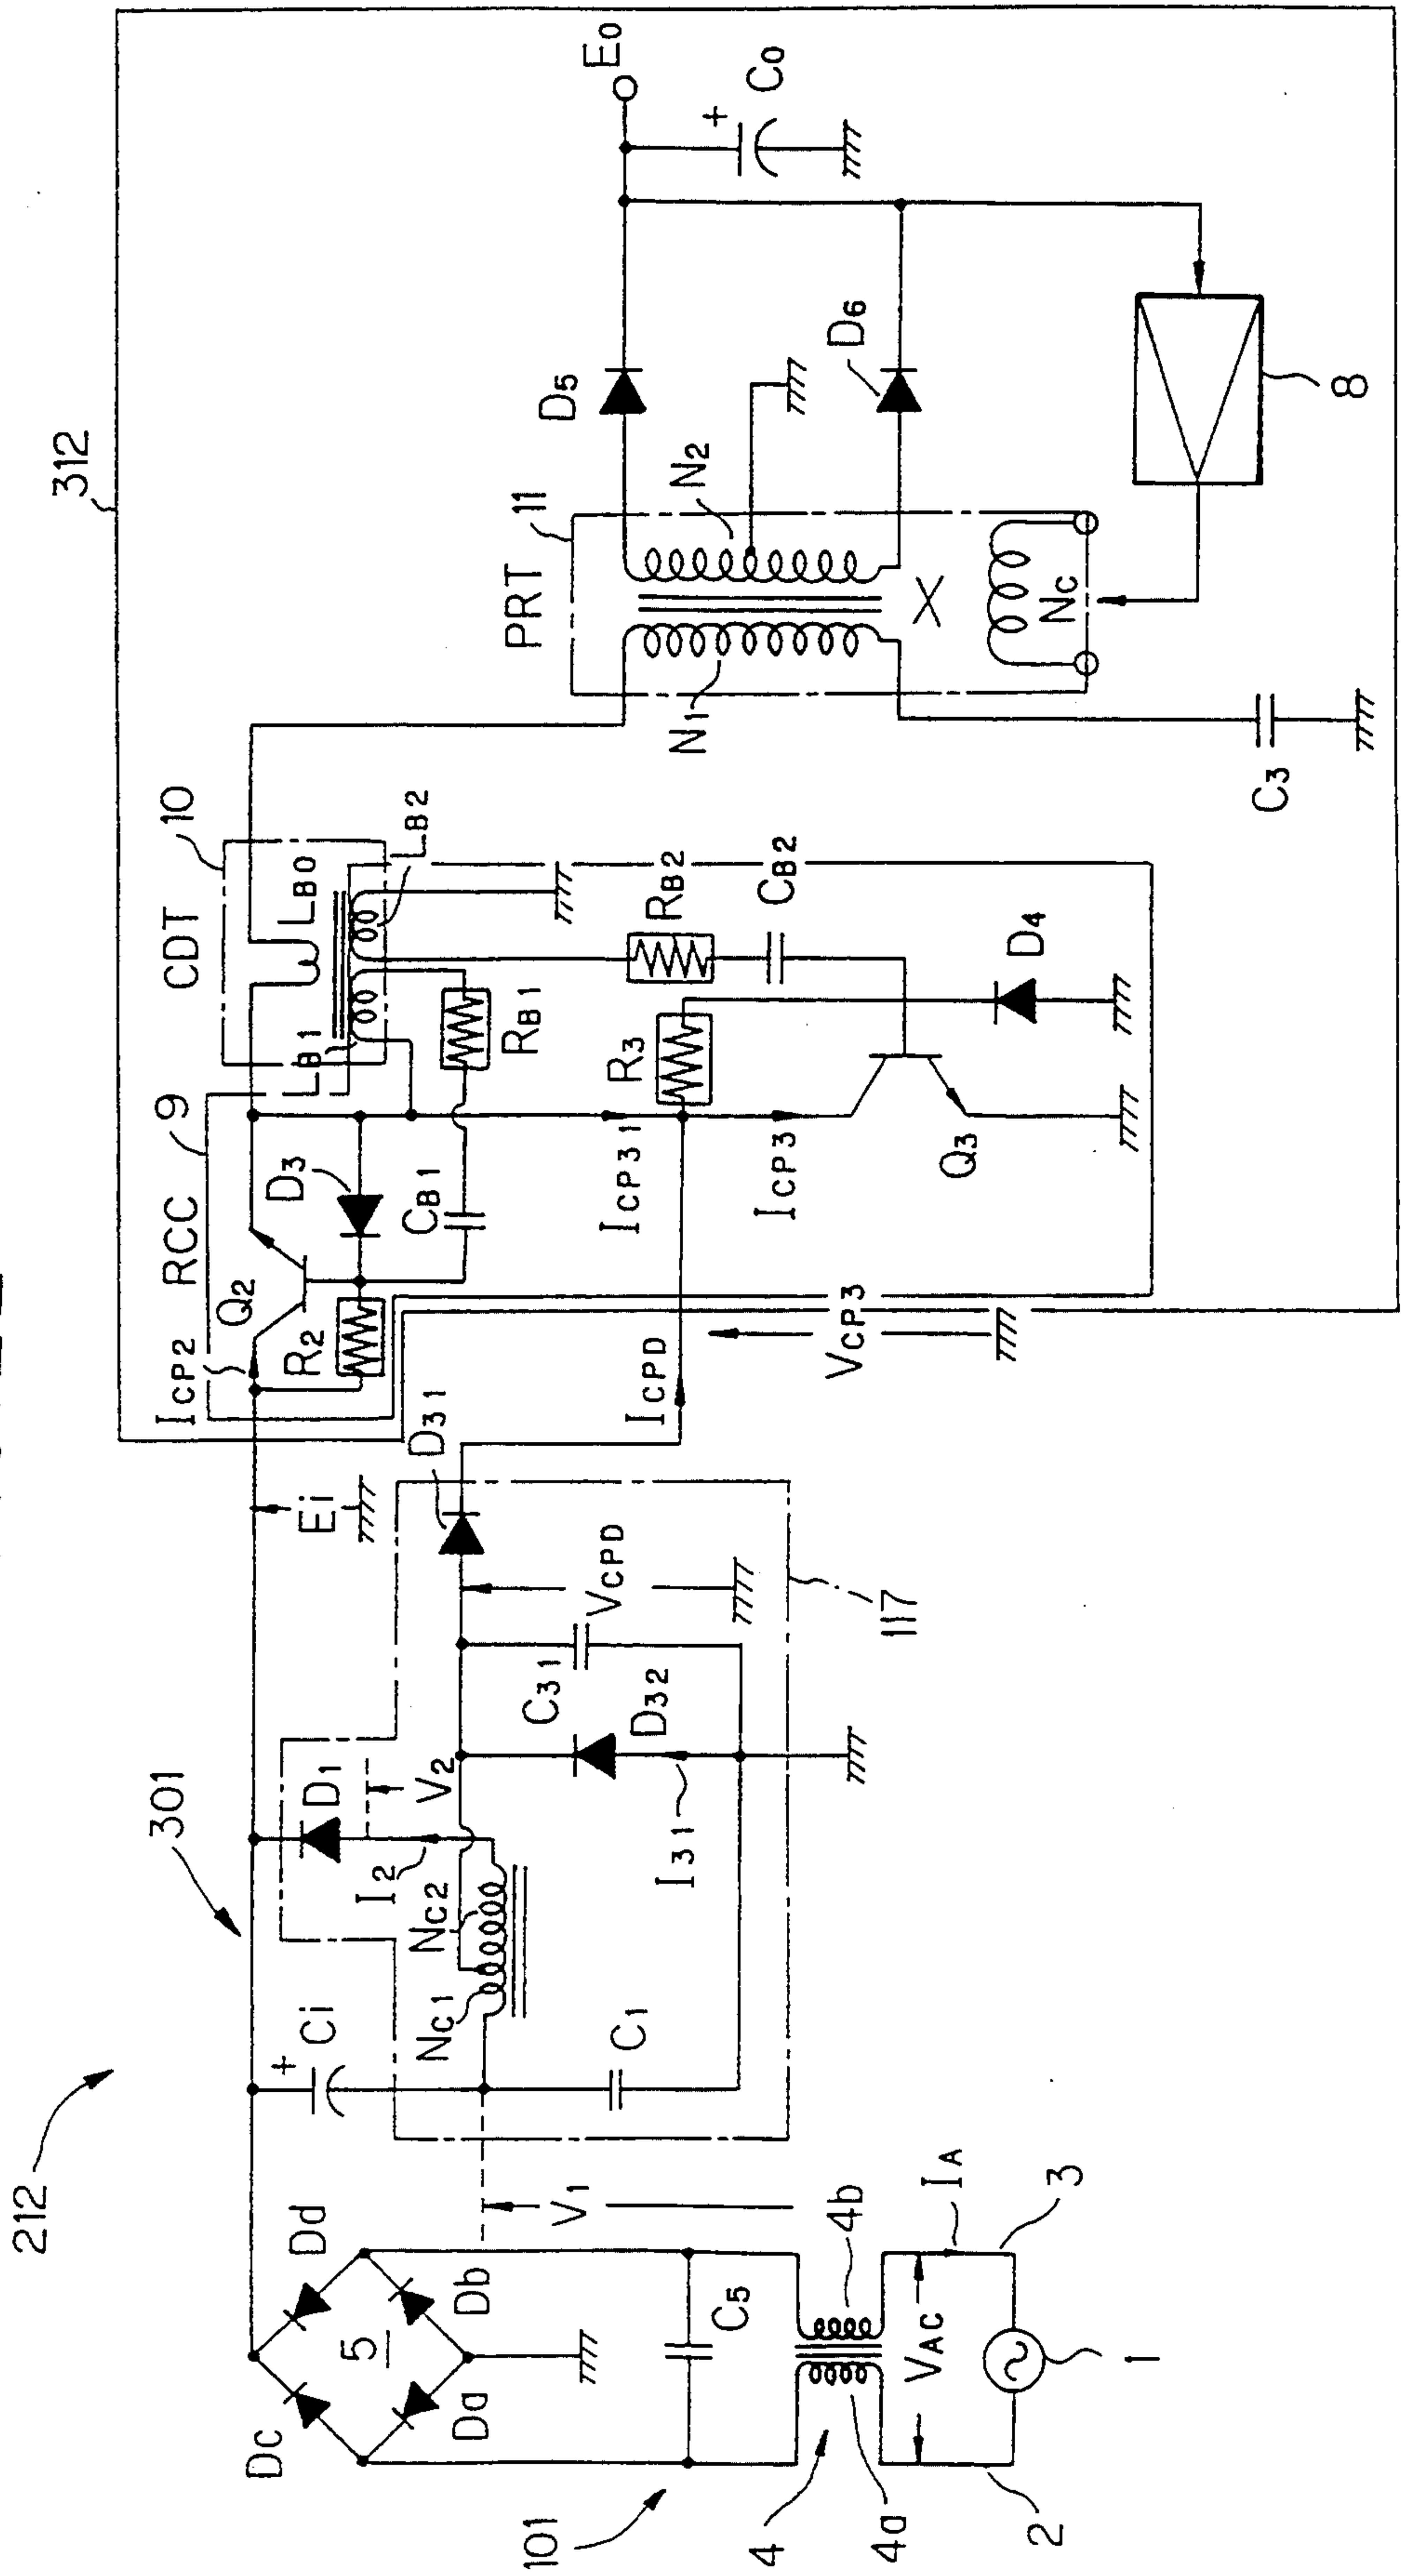 212
301
312
101
Dc
Dd
Da
Db
5
C5
4
4a
4b
VAC
IA
1
2
3
V1
Ci
+
C1
NC1
NC2
I2
V2
D1
I31
D32
C31
VCPD
D31
117
Ei
ICPD
VCP3
ICP2
Q2
R2
RCC
9
D3
CB1
ICP31
ICP3
Q3
R3
RB1
LB1
CDT
10
LB0
LB2
RB2
CB2
D4
PRT
11
N1
N2
NC
C3
D5
D6
8
E0
+
C0